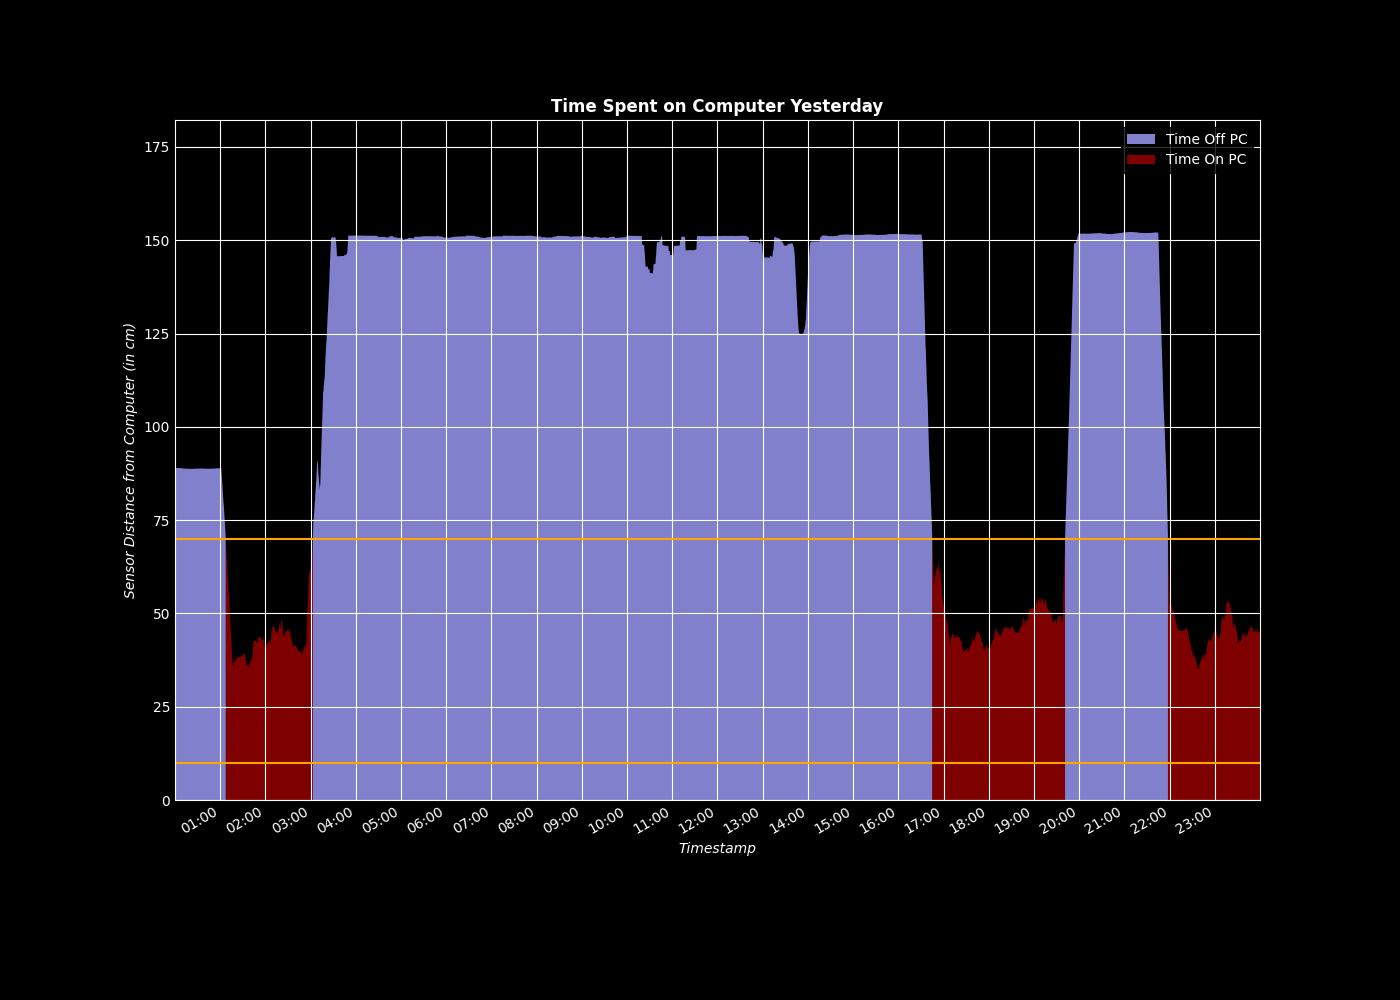 Time Spent on Computer Yesterday
Time Off PC
Time On PC
175
150
125
100
75
50
25
0
Sensor Distance from Computer (in cm)
01:00 02:00 03:00 04:00 05:00 06:00 07:00 08:00 09:00 10:00 11:00 12:00 13:00 14:00 15:00 16:00 17:00 18:00 19:00 20:00 21:00 22:00 23:00
Timestamp